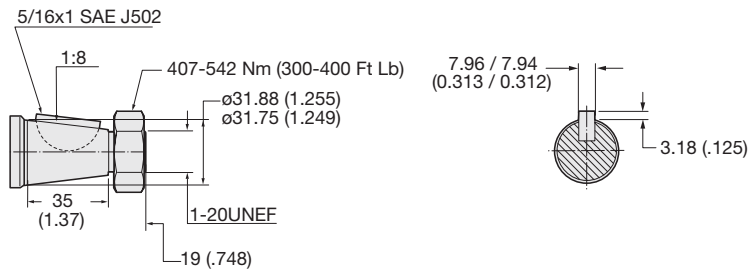 5/16x1 SAE J502
1:8
407-542 Nm (300-400 Ft Lb)
ø31.88 (1.255)
ø31.75 (1.249)
35
(1.37)
1-20UNEF
19 (.748)
7.96 / 7.94
(0.313 / 0.312)
3.18 (.125)